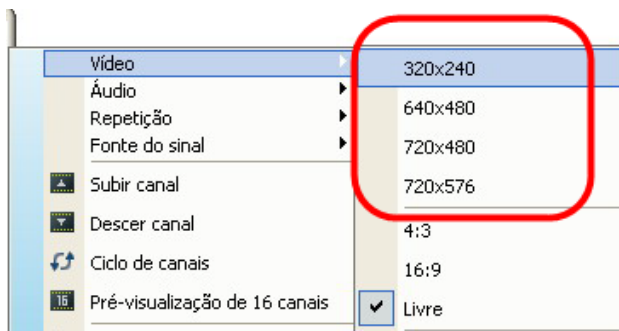 Vídeo
Áudio
Repetição
Fonte do sinal
Subir canal
Descer canal
Ciclo de canais
16 Pré-visualização de 16 canais
320x240
640x480
720x480
720x576
4:3
16:9
Livre